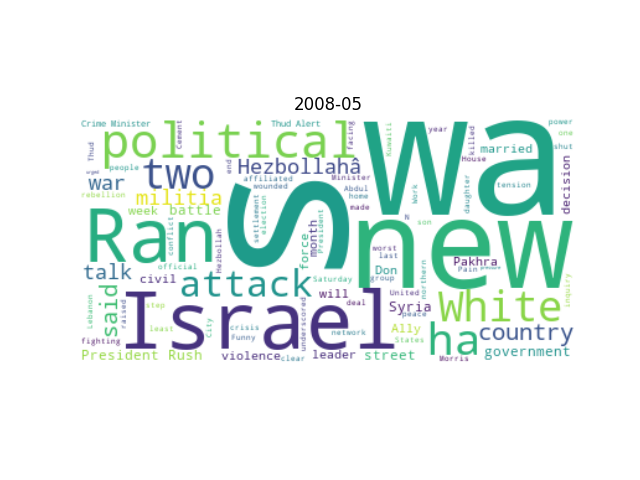 2008-05
Crime Minister
Thud Alert
power
one
shut
Cement
facing
Kuwaiti
year
killed
House
married
tension
political
wa
Thud
people
end
Hezbollahâ
two
war
affiliated
wounded
Minister
Abdul
home
made
Work
daughter
decision
rebellion
militia
week
battle
settlement
election
President
S
new
Ran
conflict
Hezbollah
force
month
N
son
worst
last
Don
group
Pakhra
Pain
pressure
northern
talk
official
civil
attack
Saturday
will
deal
United
Syria
peace
White
inquiry
Lebanon
said
raised
step
Israel
least
City
crisis
Funny
underscored
network
Ally
States
ha
country
fighting
President Rush
violence
clear
leader
street
Morris
government